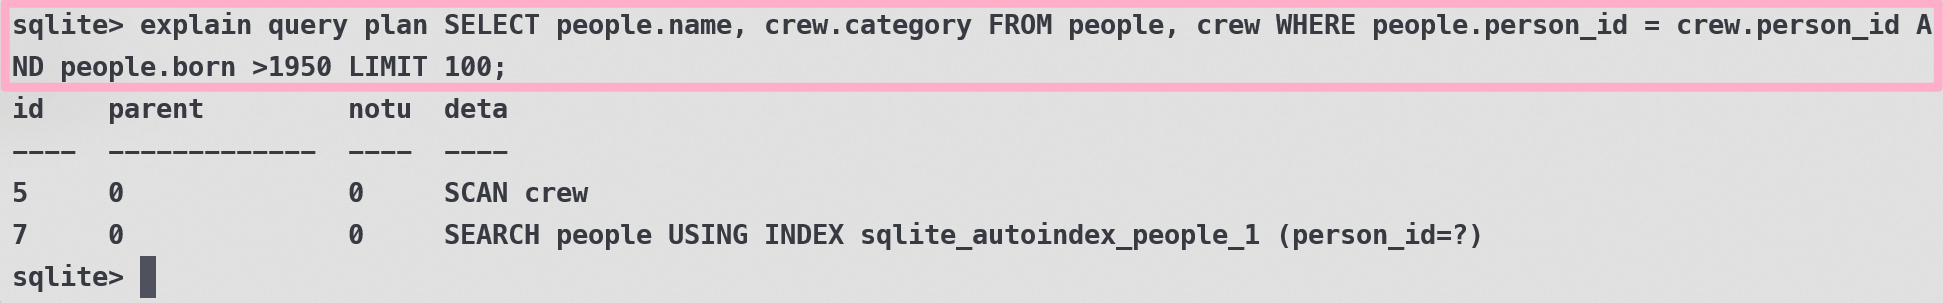 sqlite> explain query plan SELECT people.name, crew.category FROM people, crew WHERE people.person_id = crew.person_id A
ND people.born >1950 LIMIT 100;
id    parent         notu  deta
----  -------------  ----  ----
5     0              0     SCAN crew
7     0              0     SEARCH people USING INDEX sqlite_autoindex_people_1 (person_id=?)
sqlite>